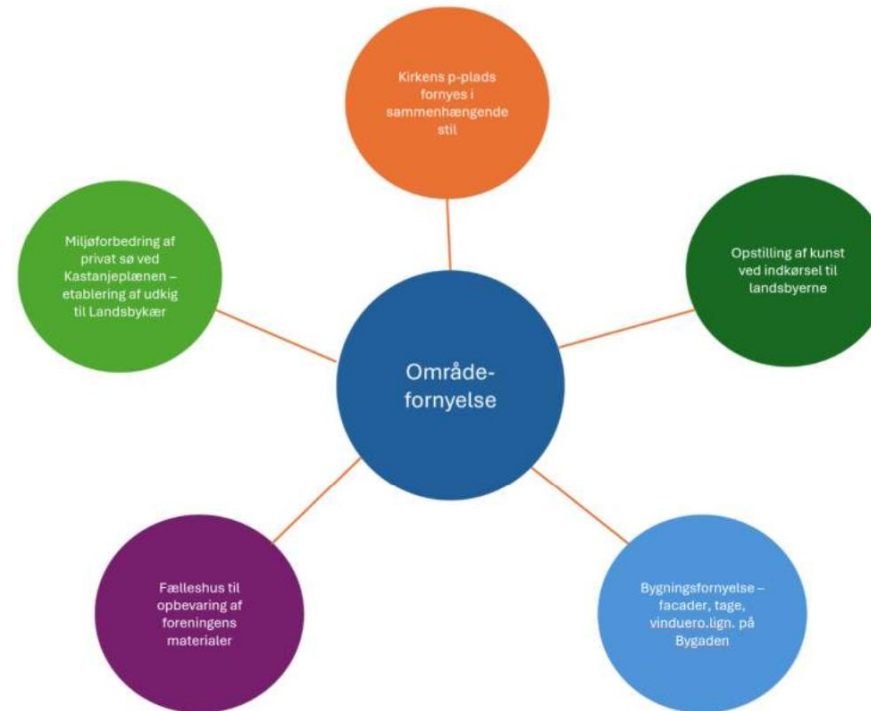 Kirkens p-plads
fornyes i
sammenhængende
stil
Miljøforbedring af
privat sø ved
Kastanjeplænen –
etablering af udkig
til Landsbykær
Opstilling af kunst
ved indkørsel til
landsbyerne
Område-
fornyelse
Fælleshus til
opbevaring af
foreningens
materialer
Bygningsfornyelse –
facader, tage,
vinduero.lign. på
Bygaden